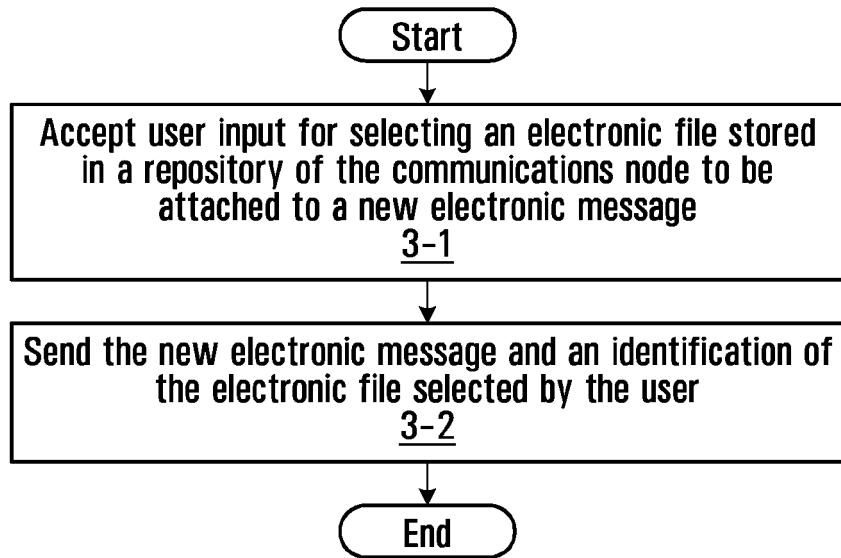 Start
Accept user input for selecting an electronic file stored
in a repository of the communications node to be
attached to a new electronic message
3-1
Send the new electronic message and an identification of
the electronic file selected by the user
3-2
End